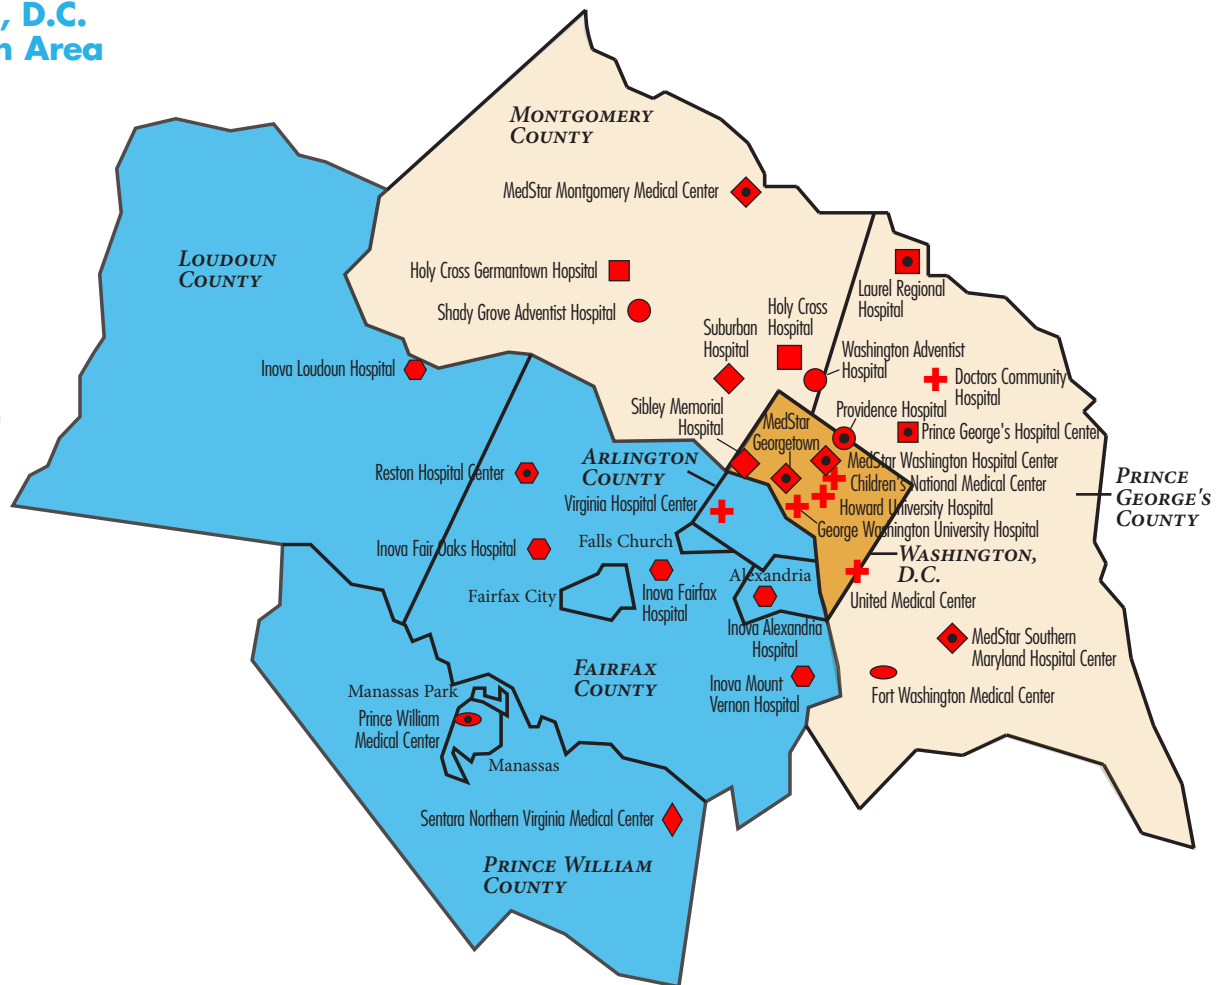 , D.C.
n Area
MONTGOMERY
COUNTY
MedStar Montgomery Medical Center
LOUDOUN
COUNTY
Holy Cross Germantown Hopsital
Laurel Regional
Hospital
Shady Grove Adventist Hospital
Holy Cross
Hospital
Suburban
Hospital
Washington Adventist
Hospital
Inova Loudoun Hospital
Doctors Community
Hospital
Sibley Memorial
Hospital
Providence Hospital
MedStar
Georgetown
Prince George's Hospital Center
ARLINGTON
COUNTY
MedStar Washington Hospital Center
Reston Hospital Center
Children's National Medical Center
PRINCE
GEORGE'S
COUNTY
Virginia Hospital Center
Howard University Hospital
George Washington University Hospital
Falls Church
Inova Fair Oaks Hospital
WASHINGTON,
D.C.
Alexandria
Fairfax City
Inova Fairfax
Hospital
United Medical Center
Inova Alexandria
Hospital
MedStar Southern
Maryland Hospital Center
FAIRFAX
COUNTY
Inova Mount
Vernon Hospital
Fort Washington Medical Center
Manassas Park
Prince William
Medical Center
Manassas
Sentara Northern Virginia Medical Center
PRINCE WILLIAM
COUNTY